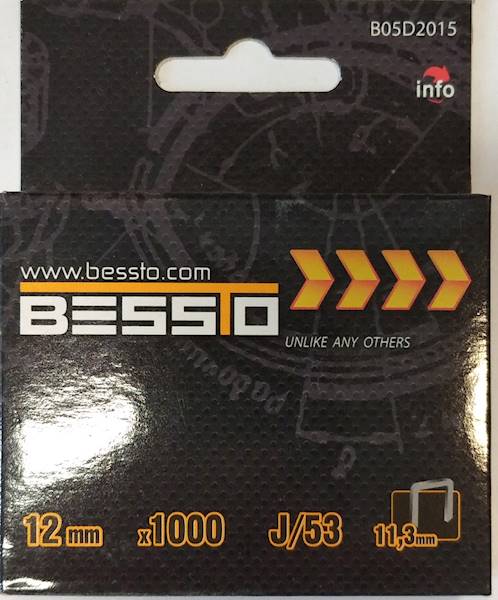 B05D2015
info
www.bessto.com
BESSTO
UNLIKE ANY OTHERS
12 mm x1000 J/53 11,3mm